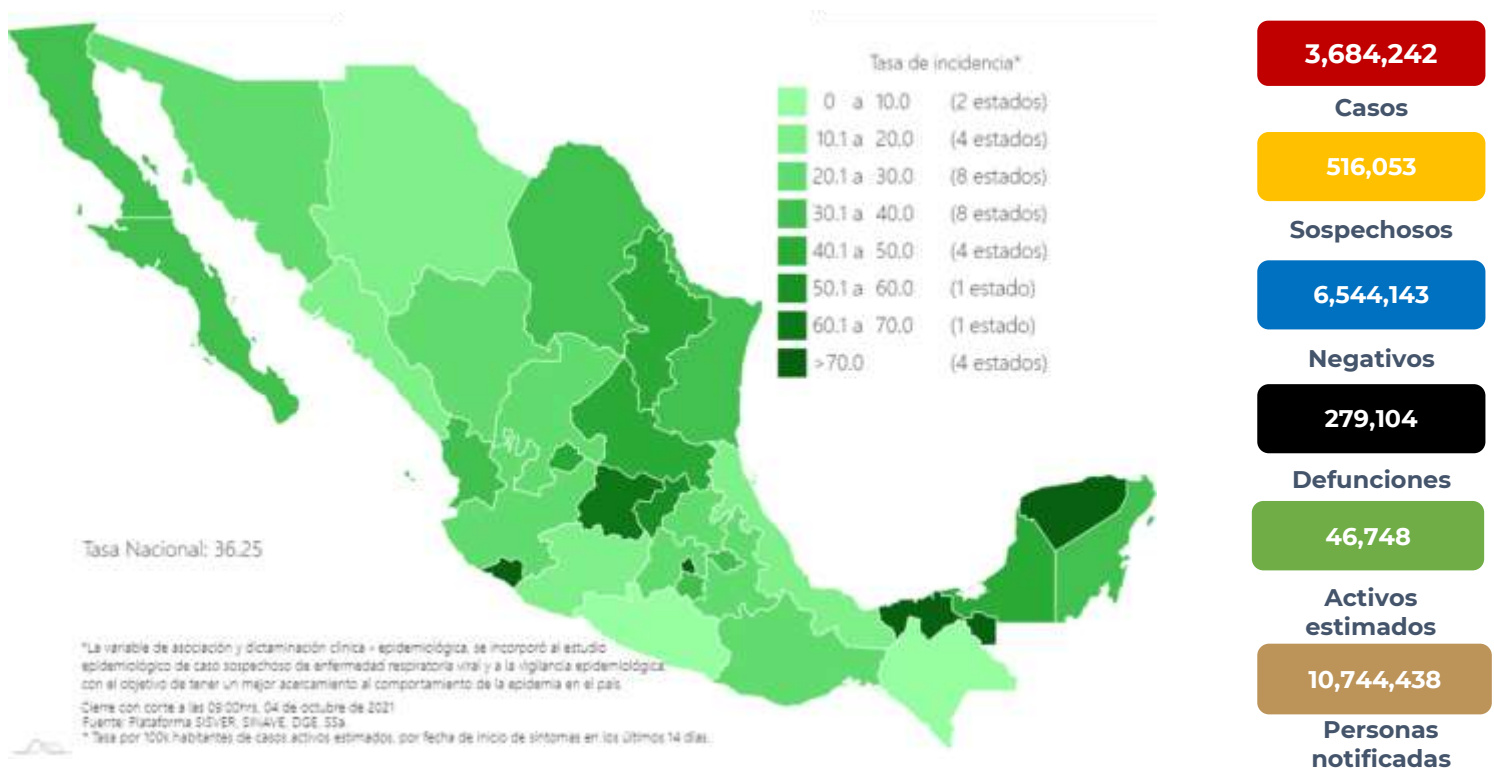 Tasa de incidencia*
0 a 10.0 (2 estados)
10.1 a 20.0 (4 estados)
20.1 a 30.0 (8 estados)
30.1 a 40.0 (8 estados)
40.1 a 50.0 (4 estados)
50.1 a 60.0 (1 estado)
60.1 a 70.0 (1 estado)
>70.0 (4 estados)
Tasa Nacional: 36.25
*La variable de asociación y dictaminación clínica - epidemiológica, se incorporó al estudio
epidemiológico de caso sospechoso de enfermedad respiratoria viral y a la vigilancia epidemiológica
con el objetivo de tener un mejor acercamiento al comportamiento de la epidemia en el país
Cierre con corte a las 09:00hrs, 04 de octubre de 2021
Fuente: Plataforma SISVER, SINAVE, DGE, SSa
* Tasa por 100k habitantes de casos activos estimados, por fecha de inicio de síntomas en los últimos 14 días.
3,684,242
Casos
516,053
Sospechosos
6,544,143
Negativos
279,104
Defunciones
46,748
Activos
estimados
10,744,438
Personas
notificadas